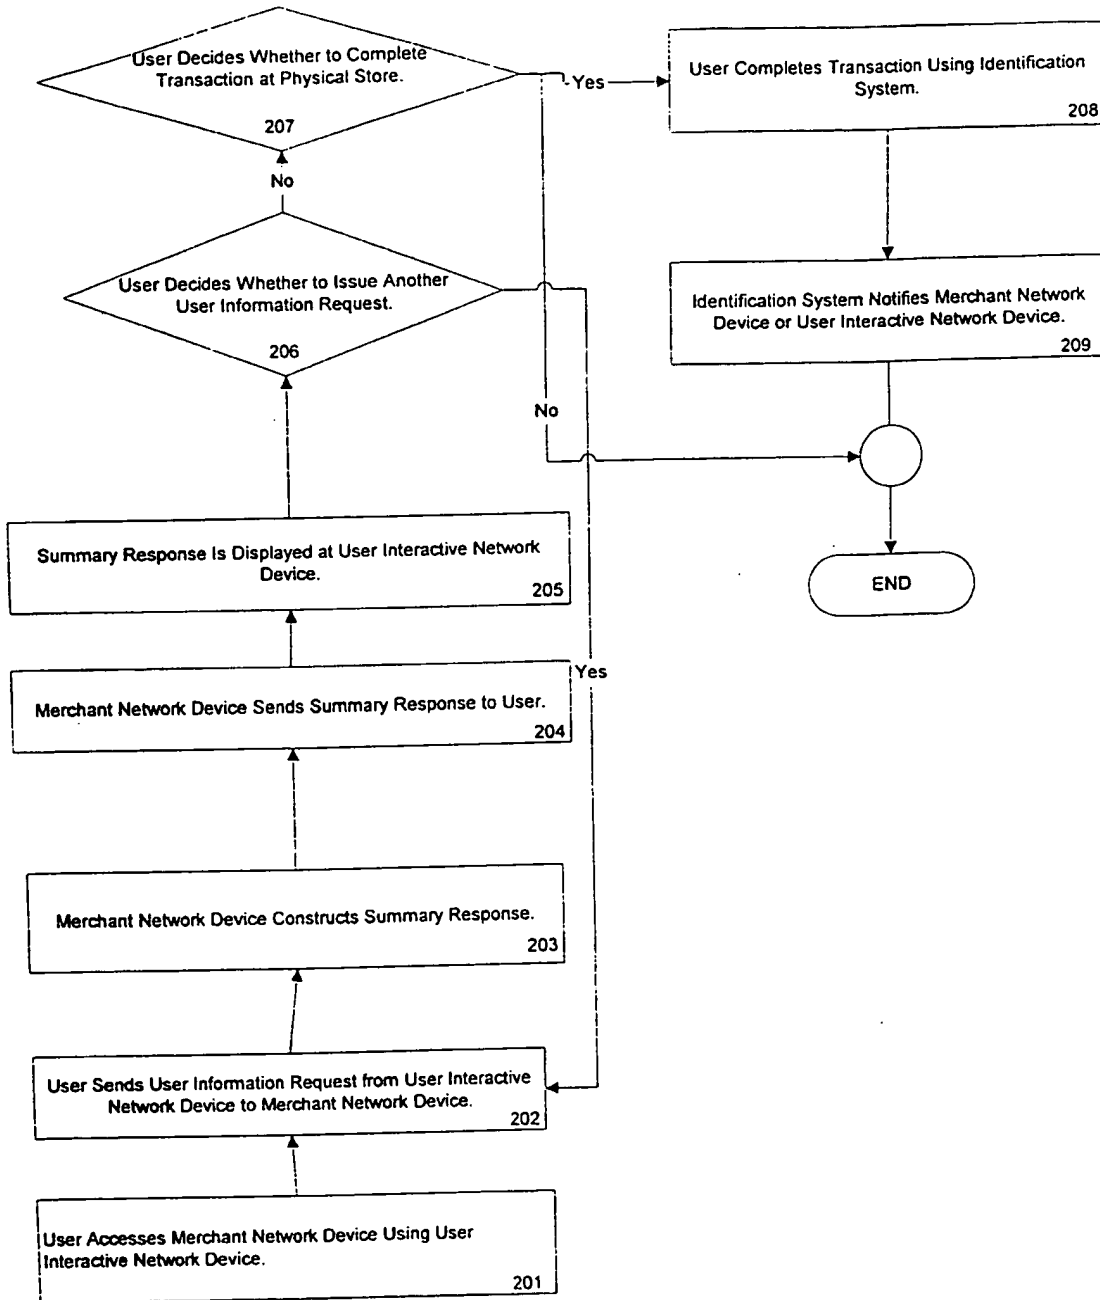 User Decides Whether to Complete
Transaction at Physical Store.
207
Yes
User Completes Transaction Using Identification
System.
208
No
User Decides Whether to Issue Another
User Information Request.
206
Identification System Notifies Merchant Network
Device or User Interactive Network Device.
209
No
END
Summary Response Is Displayed at User Interactive Network
Device.
205
Yes
Merchant Network Device Sends Summary Response to User.
204
Merchant Network Device Constructs Summary Response.
203
User Sends User Information Request from User Interactive
Network Device to Merchant Network Device.
202
User Accesses Merchant Network Device Using User
Interactive Network Device.
201